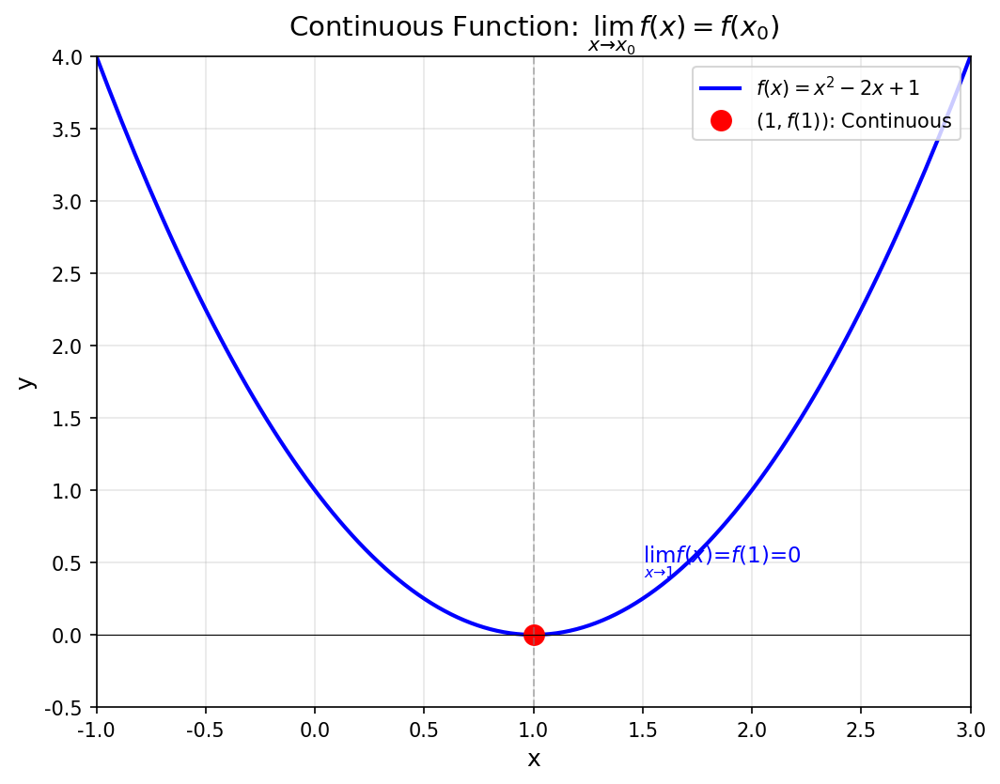 Continuous Function: lim f(x) = f(x₀)
x→x₀
f(x) = x² − 2x + 1
(1, f(1)): Continuous
4.0
3.5
3.0
2.5
2.0
1.5
1.0
0.5
0.0
-0.5
y
lim f(x)=f(1)=0
x→1
-1.0 -0.5 0.0 0.5 1.0 1.5 2.0 2.5 3.0
x